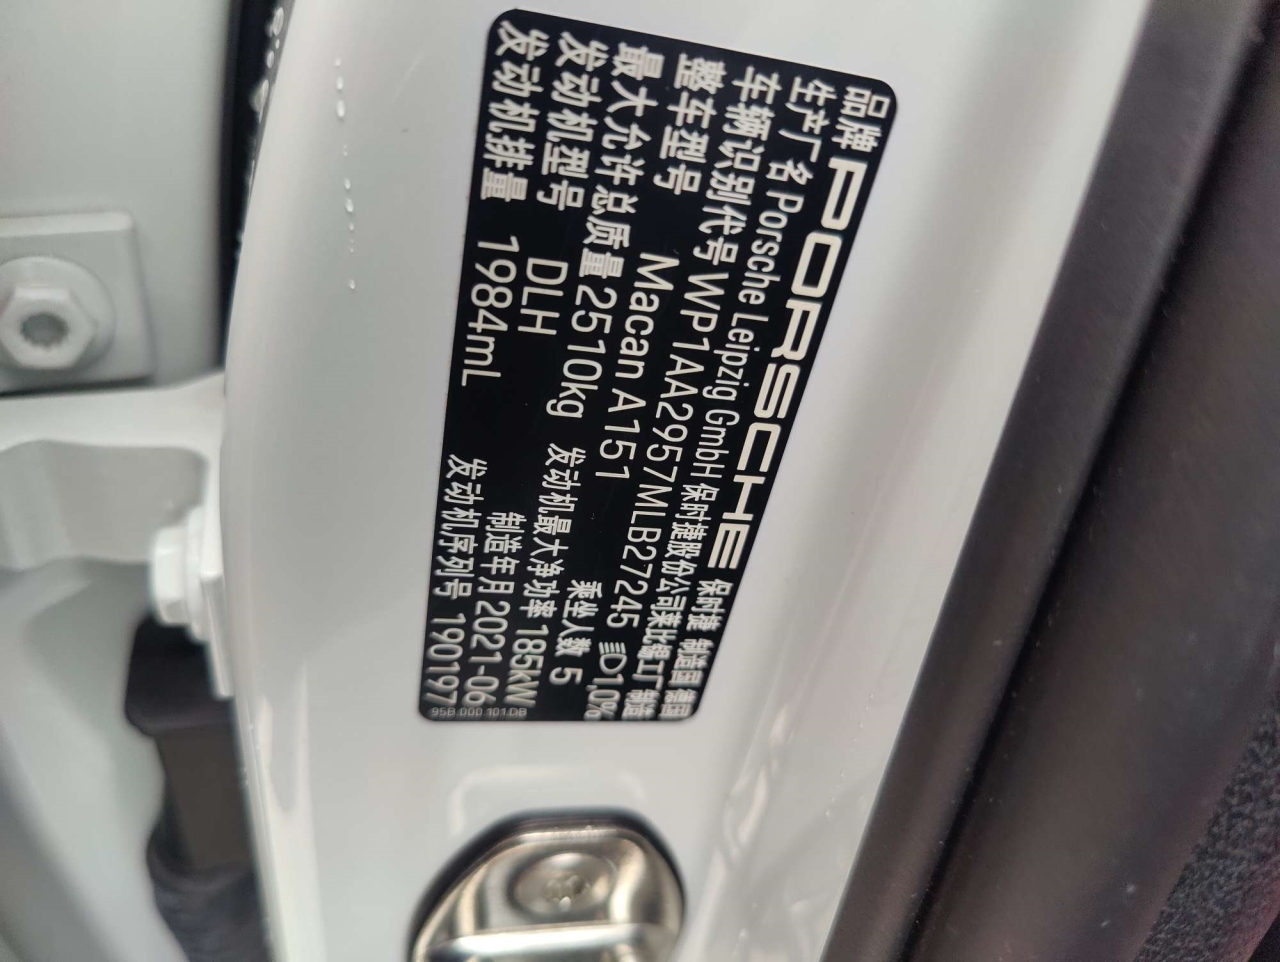 品牌 PORSCHE 保时捷 制造国 德国
生产厂名 Porsche Leipzig GmbH 保时捷股份公司莱比锡工厂制造
车辆识别代号 WP1AA2957MLB27245 1,0%
整车型号 Macan A151 乘坐人数 5
最大允许总质量 2510kg 发动机最大净功率 185kW
发动机型号 DLH 制造年月 2021-06
发动机排量 1984mL 发动机序列号 190197
95B.000.101.DB